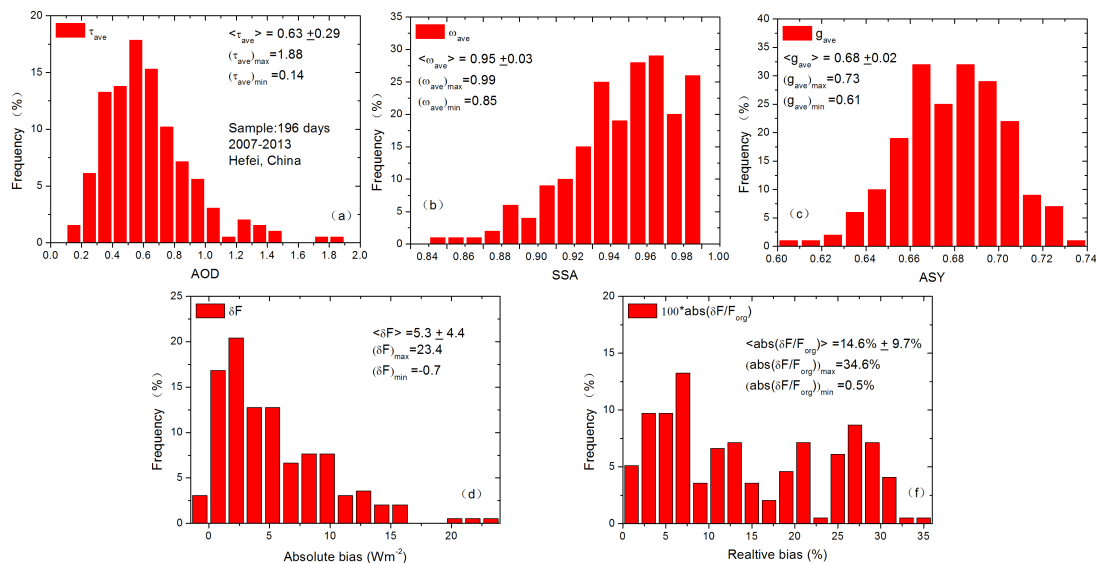 τave
<τave> = 0.63 ±0.29
(τave)max=1.88
(τave)min =0.14
Sample:196 days
2007-2013
Hefei, China
(a)
Frequency (%)
0
5
10
15
20
0.0 0.2 0.4 0.6 0.8 1.0 1.2 1.4 1.6 1.8 2.0
AOD
ωave
<ωave> = 0.95 ±0.03
(ωave)max=0.99
(ωave)min =0.85
(b)
Frequency (%)
0
5
10
15
20
25
30
35
0.84 0.86 0.88 0.90 0.92 0.94 0.96 0.98 1.00
SSA
gave
<gave> = 0.68 ±0.02
(gave)max=0.73
(gave)min =0.61
(c)
Frequency (%)
0
10
20
30
40
0.60 0.62 0.64 0.66 0.68 0.70 0.72 0.74
ASY
δF
<δF> =5.3 ± 4.4
(δF)max=23.4
(δF)min =-0.7
(d)
Frequency (%)
0
5
10
15
20
25
0 5 10 15 20
Absolute bias (Wm-2)
100*abs(δF/Forg)
<abs(δF/Forg)> =14.6% ± 9.7%
(abs(δF/Forg))max=34.6%
(abs(δF/Forg))min =0.5%
(f)
Frequency (%)
0
5
10
15
20
0 5 10 15 20 25 30 35
Realtive bias (%)